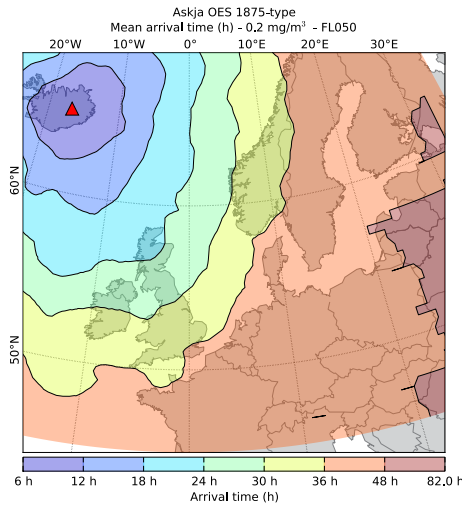 Askja OES 1875-type
Mean arrival time (h) - 0.2 mg/m³ - FL050
20°W 10°W 0° 10°E 20°E 30°E
60°N
50°N
6 h 12 h 18 h 24 h 30 h 36 h 48 h 82.0 h
Arrival time (h)